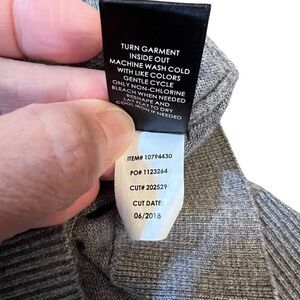 TURN GARMENT
INSIDE OUT
MACHINE WASH COLD
WITH LIKE COLORS
GENTLE CYCLE
ONLY NON-CHLORINE
BLEACH WHEN NEEDED
RESHAPE AND
LAY FLAT TO DRY
COOL IRON IF NEEDED
ITEM# 10794430
PO# 1123264
CUT# 202529
CUT DATE:
06/2018